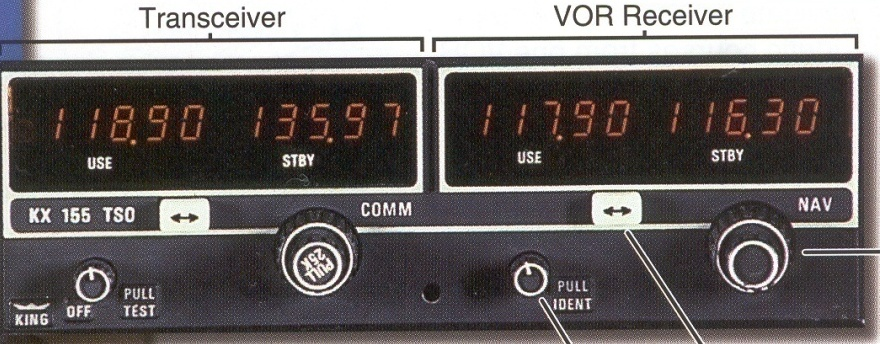 Transceiver
VOR Receiver
118.90 135.97
USE STBY
117.90 116.30
USE STBY
KX 155 TSO
↔
COMM
↔
NAV
PULL
25K
OFF
PULL
TEST
KING
PULL
IDENT